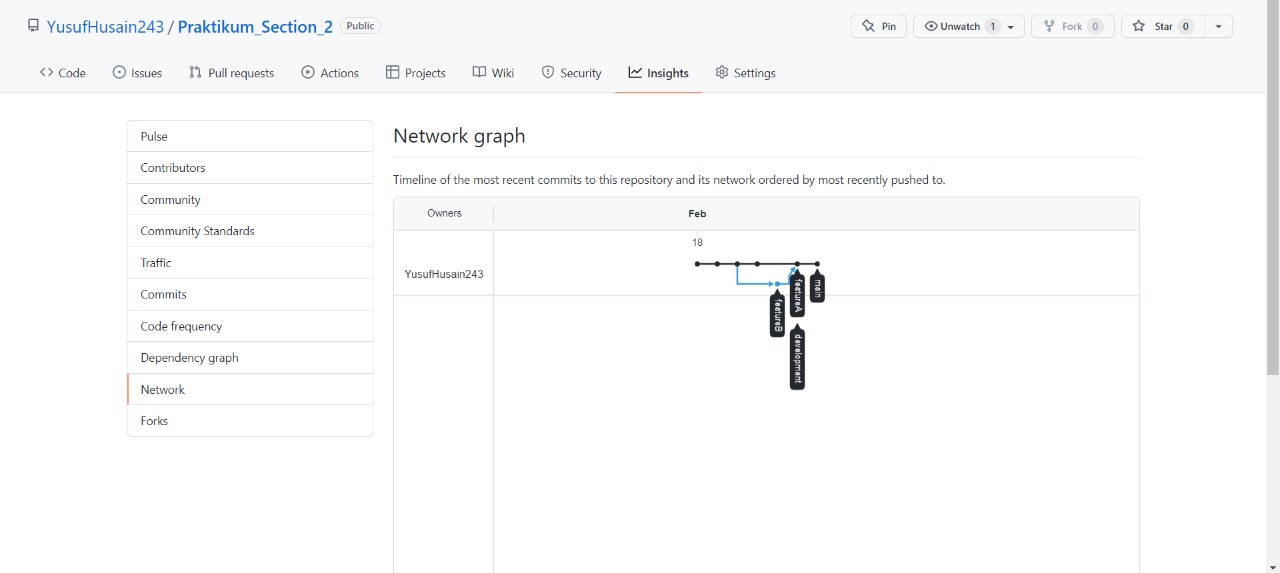 YusufHusain243 / Praktikum_Section_2 Public
Pin
Unwatch 1
Fork 0
Star 0
Code
Issues
Pull requests
Actions
Projects
Wiki
Security
Insights
Settings
Pulse
Contributors
Community
Community Standards
Traffic
Commits
Code frequency
Dependency graph
Network
Forks
Network graph
Timeline of the most recent commits to this repository and its network ordered by most recently pushed to.
Owners
Feb
18
YusufHusain243
featureB
featureA
development
main